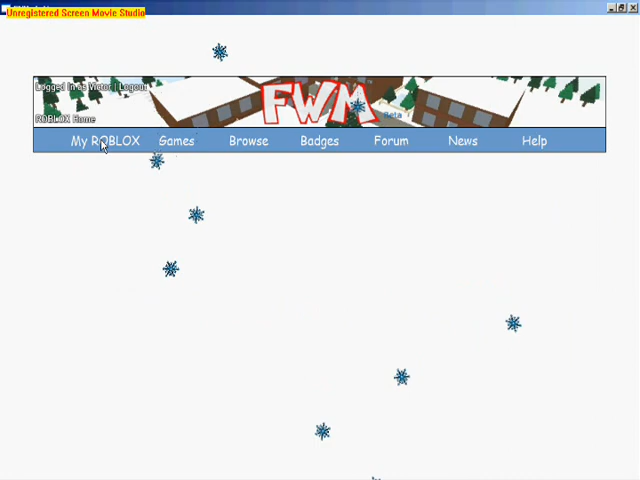 Unregistered Screen Movie Studio
Logged In as Victor | Logout
FWM
Beta
ROBLOX Home
My ROBLOX Games Browse Badges Forum News Help